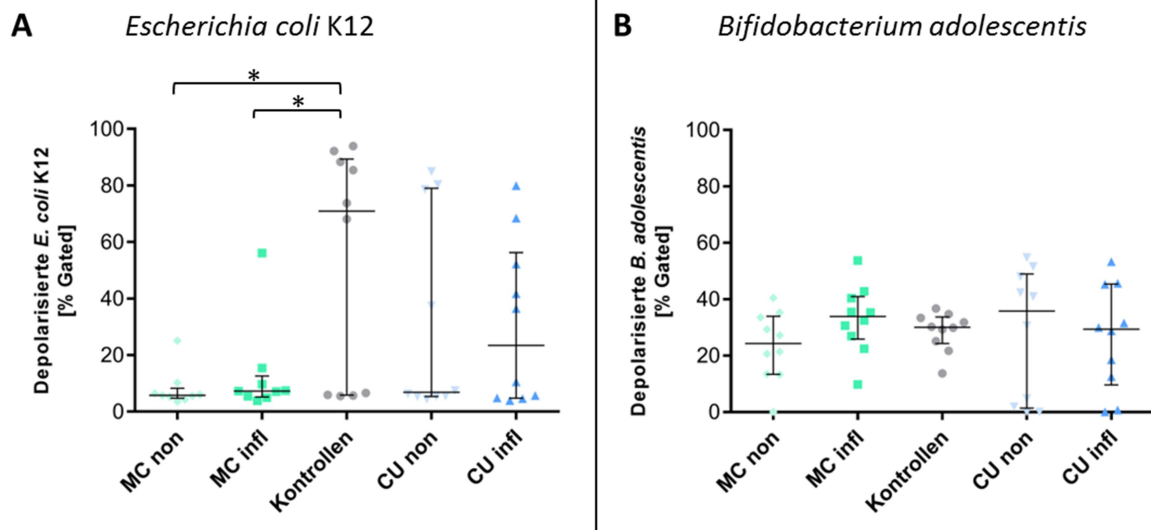 A Escherichia coli K12
*
*
Depolarisierte E. coli K12
[% Gated]
100
80
60
40
20
0
MC non
MC infl
Kontrollen
CU non
CU infl
B Bifidobacterium adolescentis
Depolarisierte B. adolescentis
[% Gated]
100
80
60
40
20
0
MC non
MC infl
Kontrollen
CU non
CU infl